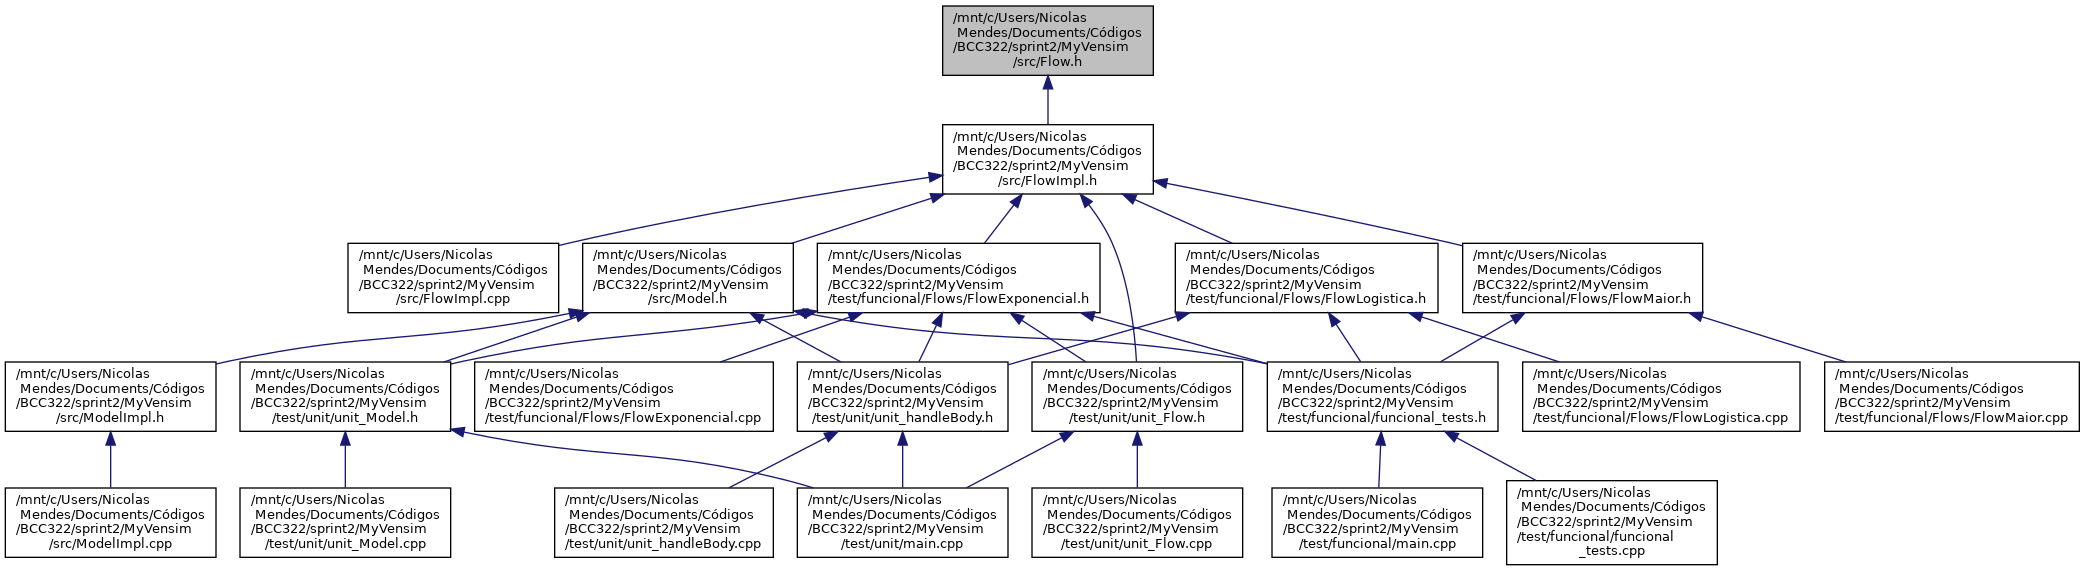 /mnt/c/Users/Nicolas
Mendes/Documents/Códigos
/BCC322/sprint2/MyVensim
/src/Flow.h
/mnt/c/Users/Nicolas
Mendes/Documents/Códigos
/BCC322/sprint2/MyVensim
/src/FlowImpl.h
/mnt/c/Users/Nicolas
Mendes/Documents/Códigos
/BCC322/sprint2/MyVensim
/src/FlowImpl.cpp
/mnt/c/Users/Nicolas
Mendes/Documents/Códigos
/BCC322/sprint2/MyVensim
/src/Model.h
/mnt/c/Users/Nicolas
Mendes/Documents/Códigos
/BCC322/sprint2/MyVensim
/test/funcional/Flows/FlowExponencial.h
/mnt/c/Users/Nicolas
Mendes/Documents/Códigos
/BCC322/sprint2/MyVensim
/test/funcional/Flows/FlowLogistica.h
/mnt/c/Users/Nicolas
Mendes/Documents/Códigos
/BCC322/sprint2/MyVensim
/test/funcional/Flows/FlowMaior.h
/mnt/c/Users/Nicolas
Mendes/Documents/Códigos
/BCC322/sprint2/MyVensim
/src/ModelImpl.h
/mnt/c/Users/Nicolas
Mendes/Documents/Códigos
/BCC322/sprint2/MyVensim
/test/unit/unit_Model.h
/mnt/c/Users/Nicolas
Mendes/Documents/Códigos
/BCC322/sprint2/MyVensim
/test/funcional/Flows/FlowExponencial.cpp
/mnt/c/Users/Nicolas
Mendes/Documents/Códigos
/BCC322/sprint2/MyVensim
/test/unit/unit_handleBody.h
/mnt/c/Users/Nicolas
Mendes/Documents/Códigos
/BCC322/sprint2/MyVensim
/test/unit/unit_Flow.h
/mnt/c/Users/Nicolas
Mendes/Documents/Códigos
/BCC322/sprint2/MyVensim
/test/funcional/funcional_tests.h
/mnt/c/Users/Nicolas
Mendes/Documents/Códigos
/BCC322/sprint2/MyVensim
/test/funcional/Flows/FlowLogistica.cpp
/mnt/c/Users/Nicolas
Mendes/Documents/Códigos
/BCC322/sprint2/MyVensim
/test/funcional/Flows/FlowMaior.cpp
/mnt/c/Users/Nicolas
Mendes/Documents/Códigos
/BCC322/sprint2/MyVensim
/src/ModelImpl.cpp
/mnt/c/Users/Nicolas
Mendes/Documents/Códigos
/BCC322/sprint2/MyVensim
/test/unit/unit_Model.cpp
/mnt/c/Users/Nicolas
Mendes/Documents/Códigos
/BCC322/sprint2/MyVensim
/test/unit/unit_handleBody.cpp
/mnt/c/Users/Nicolas
Mendes/Documents/Códigos
/BCC322/sprint2/MyVensim
/test/unit/main.cpp
/mnt/c/Users/Nicolas
Mendes/Documents/Códigos
/BCC322/sprint2/MyVensim
/test/unit/unit_Flow.cpp
/mnt/c/Users/Nicolas
Mendes/Documents/Códigos
/BCC322/sprint2/MyVensim
/test/funcional/main.cpp
/mnt/c/Users/Nicolas
Mendes/Documents/Códigos
/BCC322/sprint2/MyVensim
/test/funcional/funcional
_tests.cpp